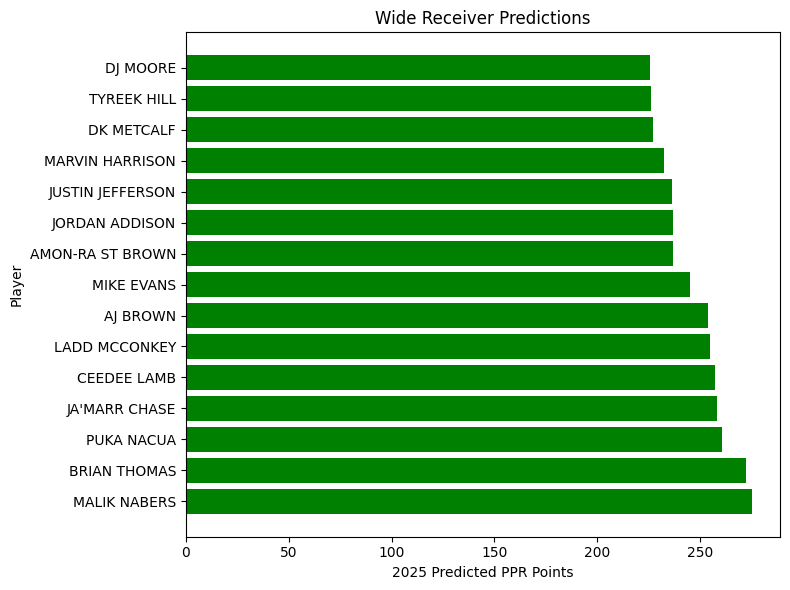 Wide Receiver Predictions
DJ MOORE
TYREEK HILL
DK METCALF
MARVIN HARRISON
JUSTIN JEFFERSON
JORDAN ADDISON
AMON-RA ST BROWN
MIKE EVANS
AJ BROWN
LADD MCCONKEY
CEEDEE LAMB
JA'MARR CHASE
PUKA NACUA
BRIAN THOMAS
MALIK NABERS
Player
0 50 100 150 200 250
2025 Predicted PPR Points